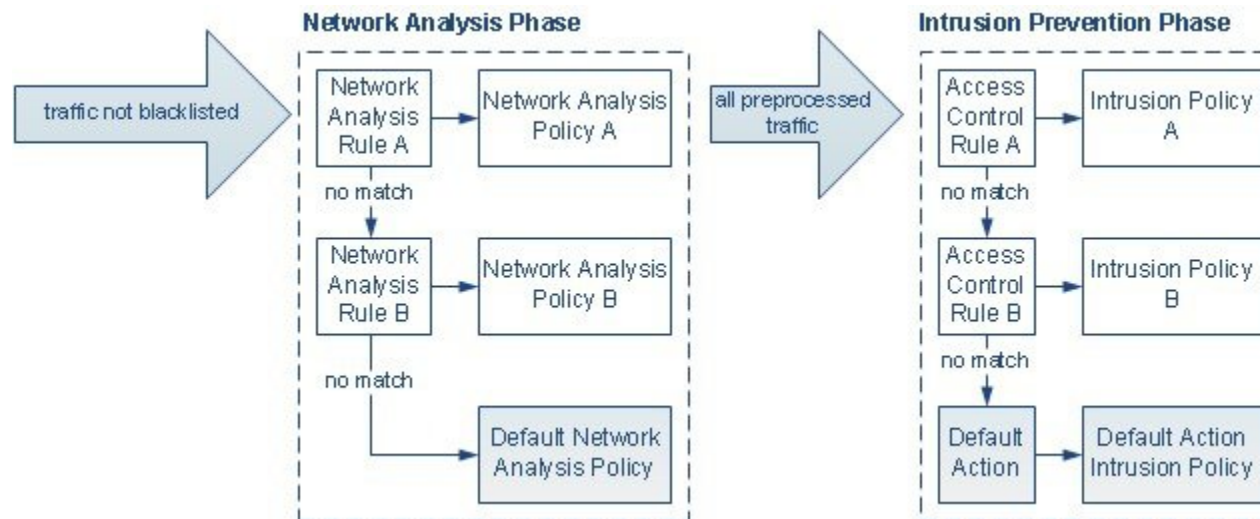 Network Analysis Phase
traffic not blacklisted
Network
Analysis
Rule A
Network Analysis
Policy A
no match
Network
Analysis
Rule B
Network Analysis
Policy B
no match
Default Network
Analysis Policy
all preprocessed
traffic
Intrusion Prevention Phase
Access
Control
Rule A
Intrusion Policy
A
no match
Access
Control
Rule B
Intrusion Policy
B
no match
Default
Action
Default Action
Intrusion Policy